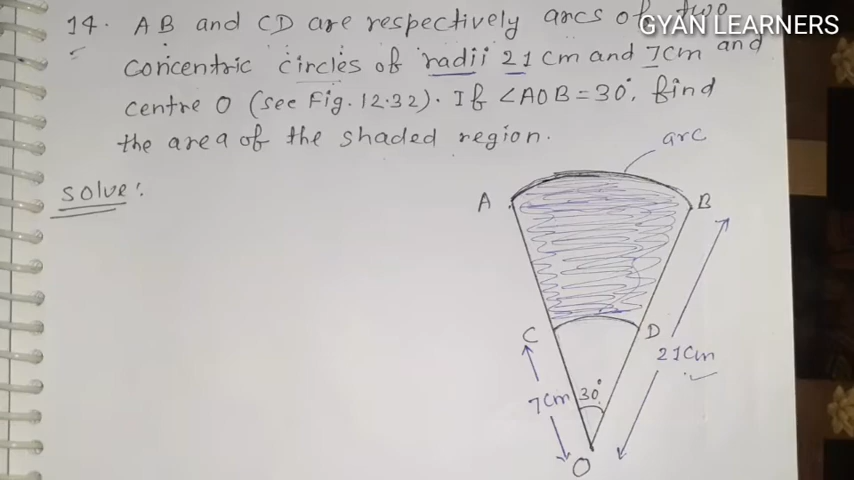 GYAN LEARNERS
14. AB and CD are respectively arcs of two
concentric circles of radii 21cm and 7cm and
centre O (see Fig. 12.32). If ∠AOB = 30°, find
the area of the shaded region.
Solve:
arc
A
B
C
D
21cm
7cm
30°
O